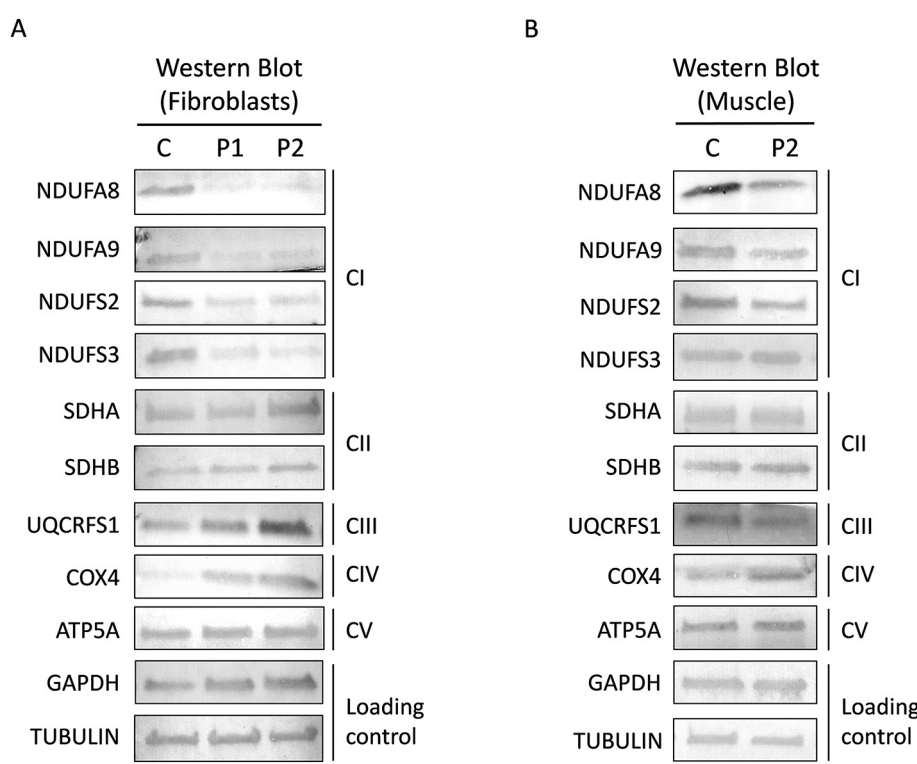 A
Western Blot
(Fibroblasts)
C P1 P2
NDUFA8
NDUFA9
NDUFS2
NDUFS3
CI
SDHA
SDHB
CII
UQCRFS1
CIII
COX4
CIV
ATP5A
CV
GAPDH
TUBULIN
Loading
control
B
Western Blot
(Muscle)
C P2
NDUFA8
NDUFA9
NDUFS2
NDUFS3
CI
SDHA
SDHB
CII
UQCRFS1
CIII
COX4
CIV
ATP5A
CV
GAPDH
TUBULIN
Loading
control